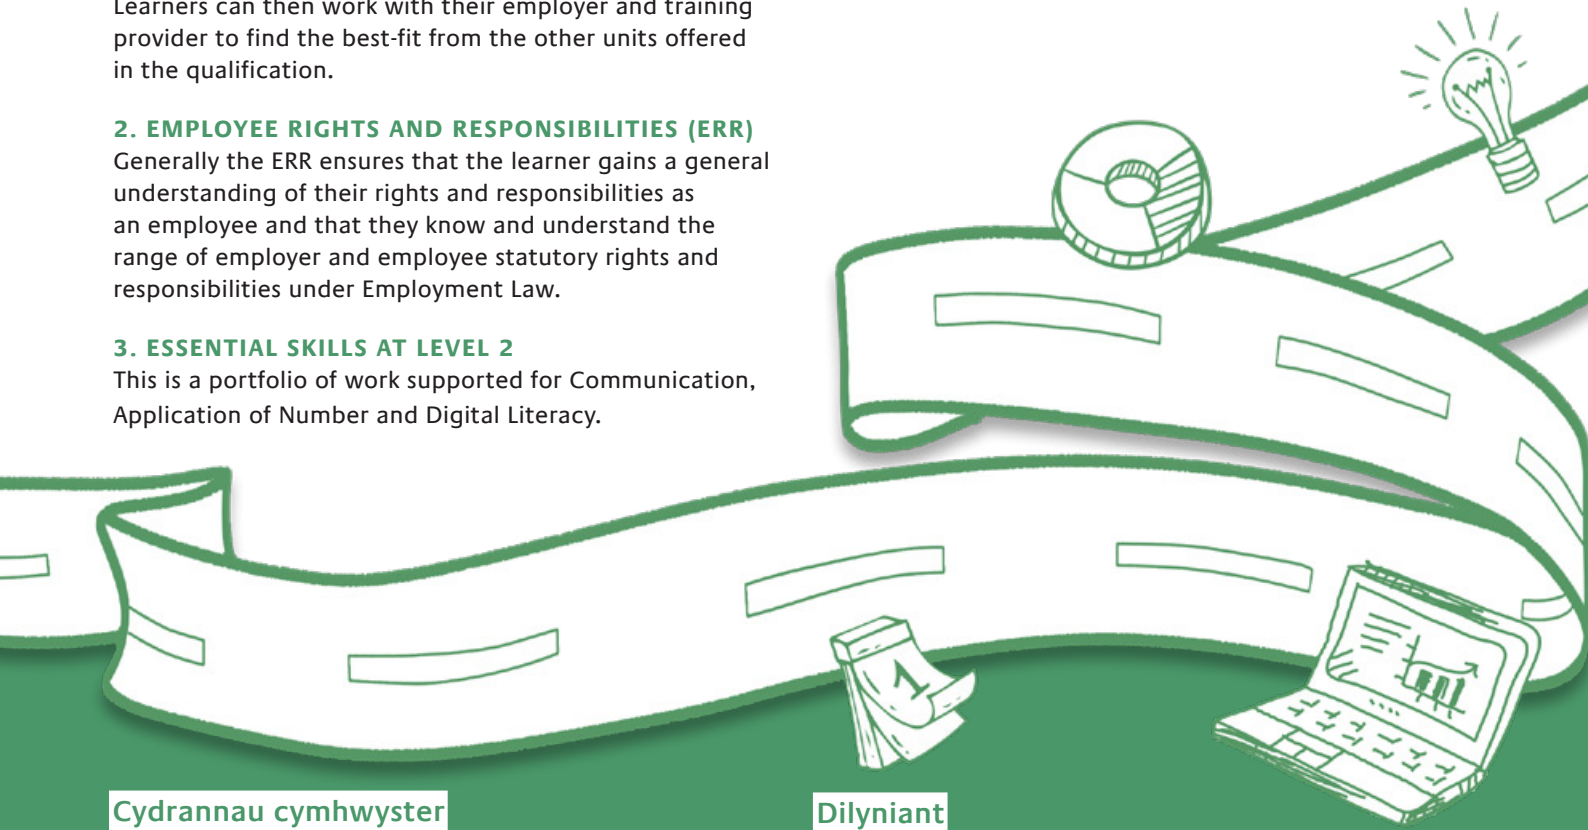 Learners can then work with their employer and training
provider to find the best-fit from the other units offered
in the qualification.
2. EMPLOYEE RIGHTS AND RESPONSIBILITIES (ERR)
Generally the ERR ensures that the learner gains a general
understanding of their rights and responsibilities as
an employee and that they know and understand the
range of employer and employee statutory rights and
responsibilities under Employment Law.
3. ESSENTIAL SKILLS AT LEVEL 2
This is a portfolio of work supported for Communication,
Application of Number and Digital Literacy.
1
Cydrannau cymhwyster
Dilyniant